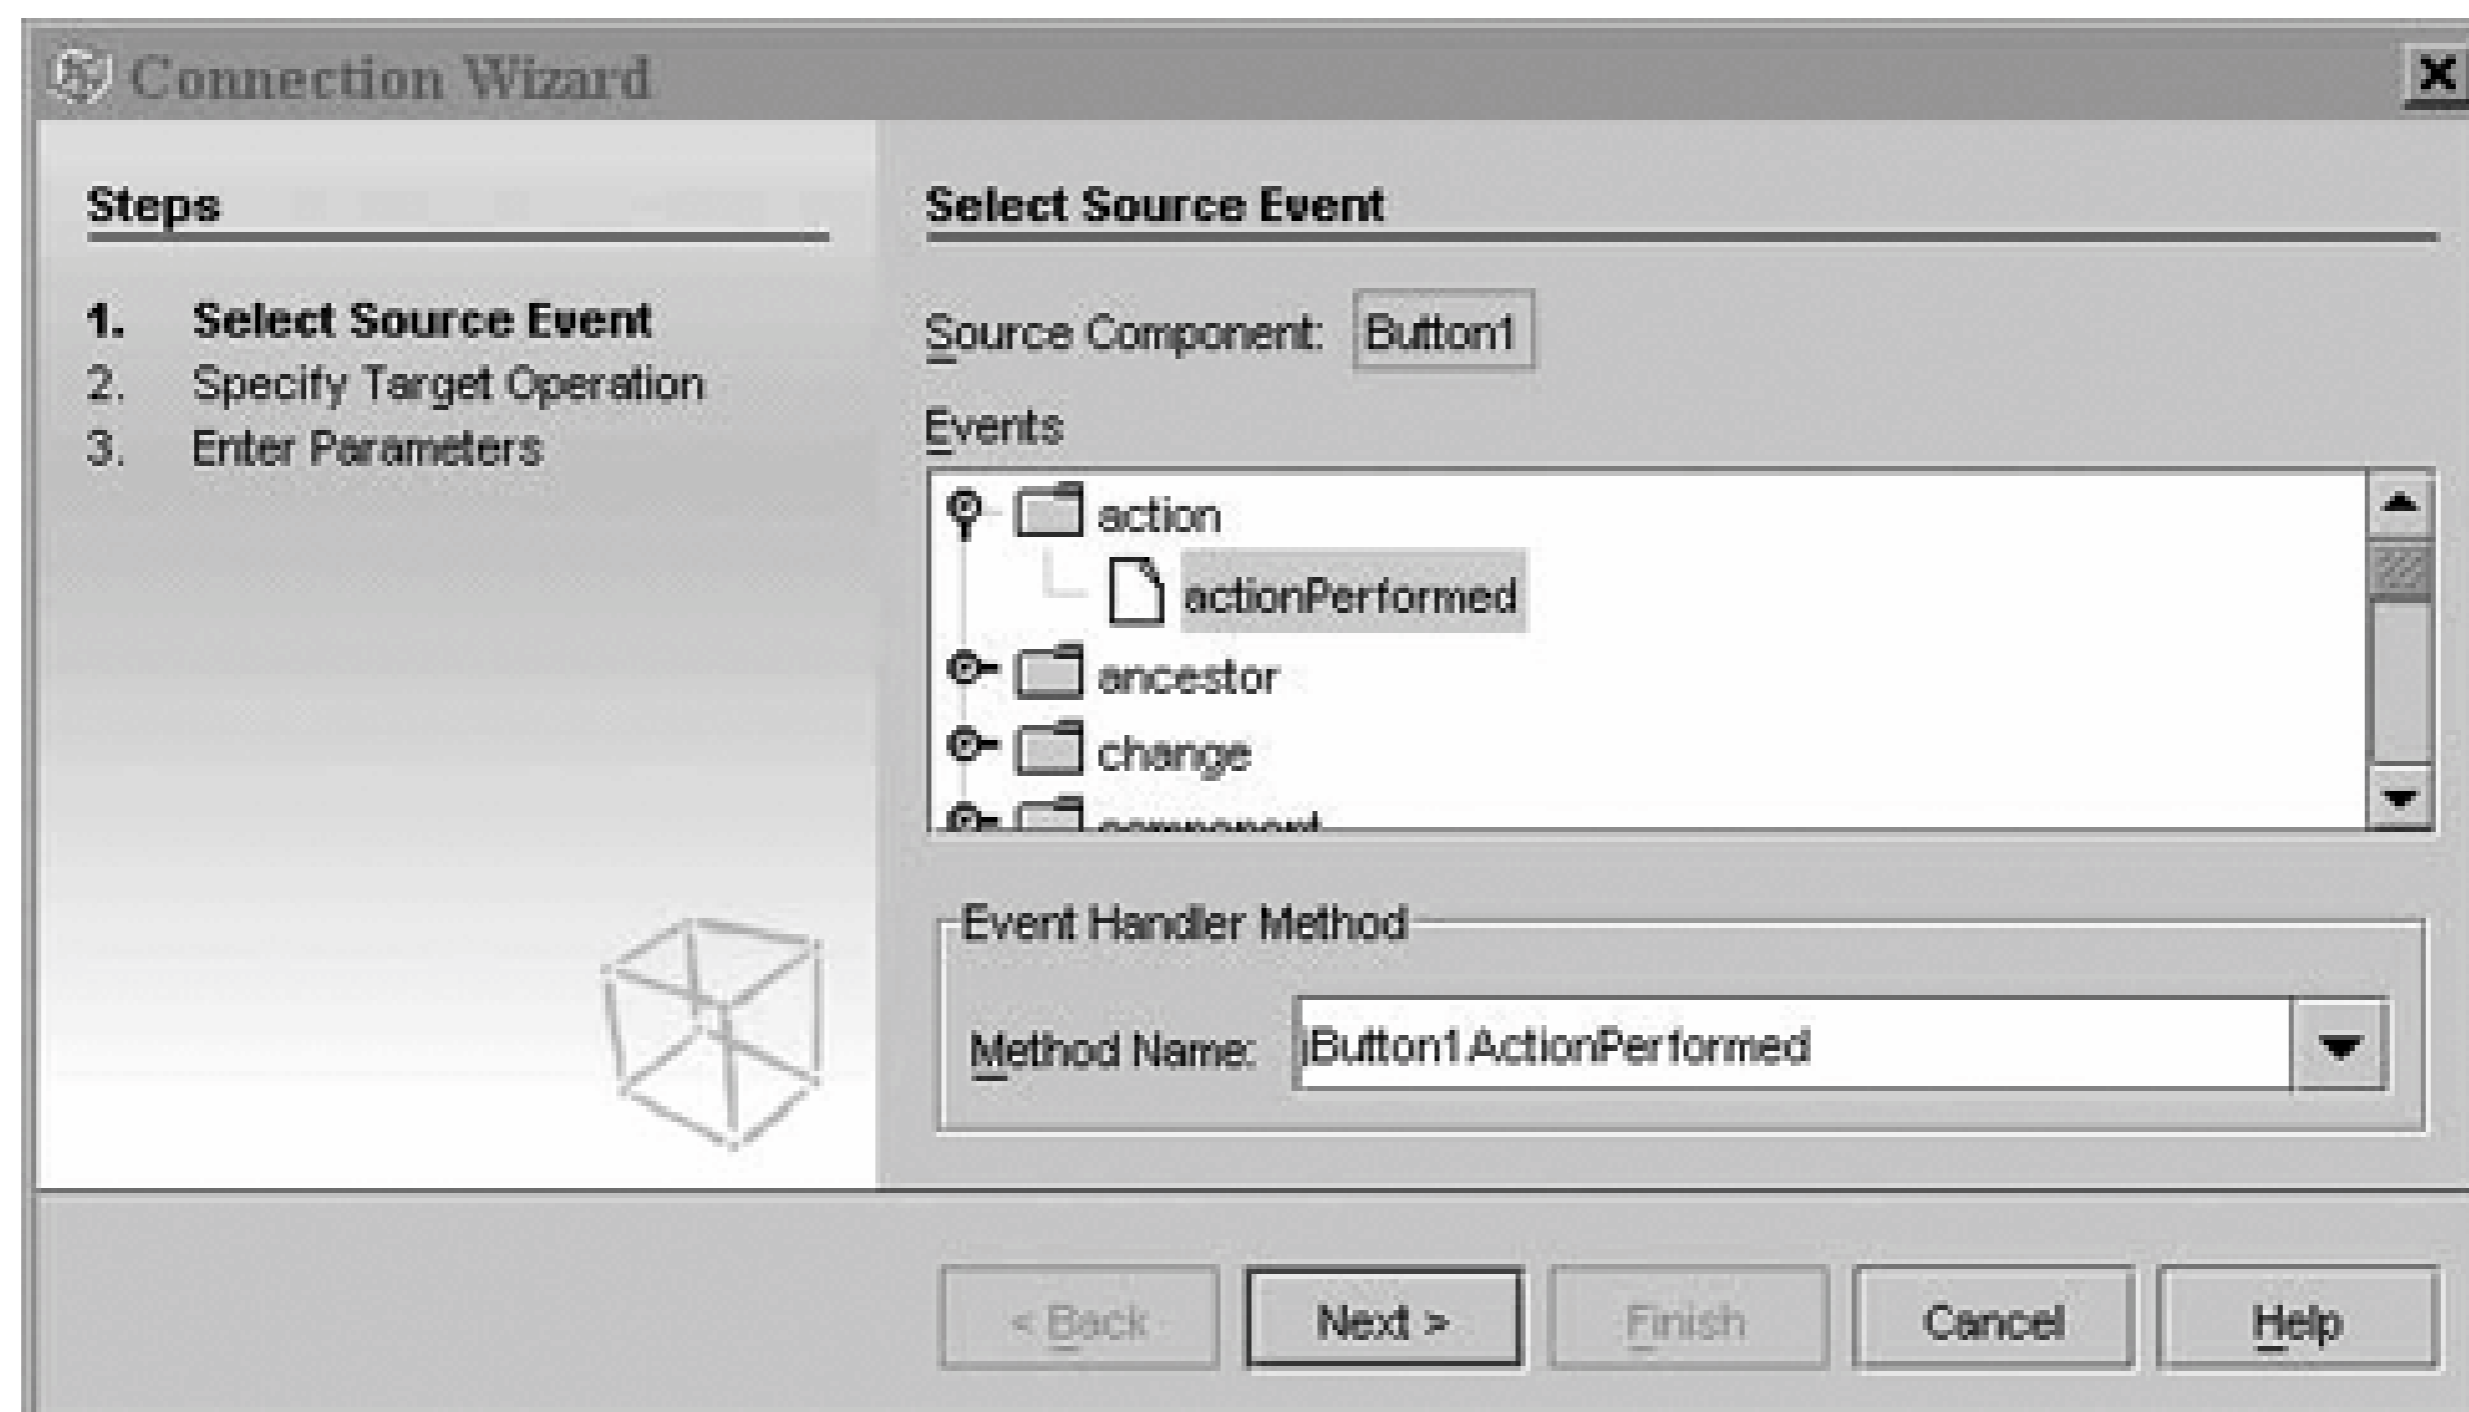 Connection Wizard
Steps
1. Select Source Event
2. Specify Target Operation
3. Enter Parameters
Select Source Event
Source Component: Button1
Events
action
actionPerformed
ancestor
change
component
Event Handler Method
Method Name: jButton1ActionPerformed
< Back Next > Finish Cancel Help